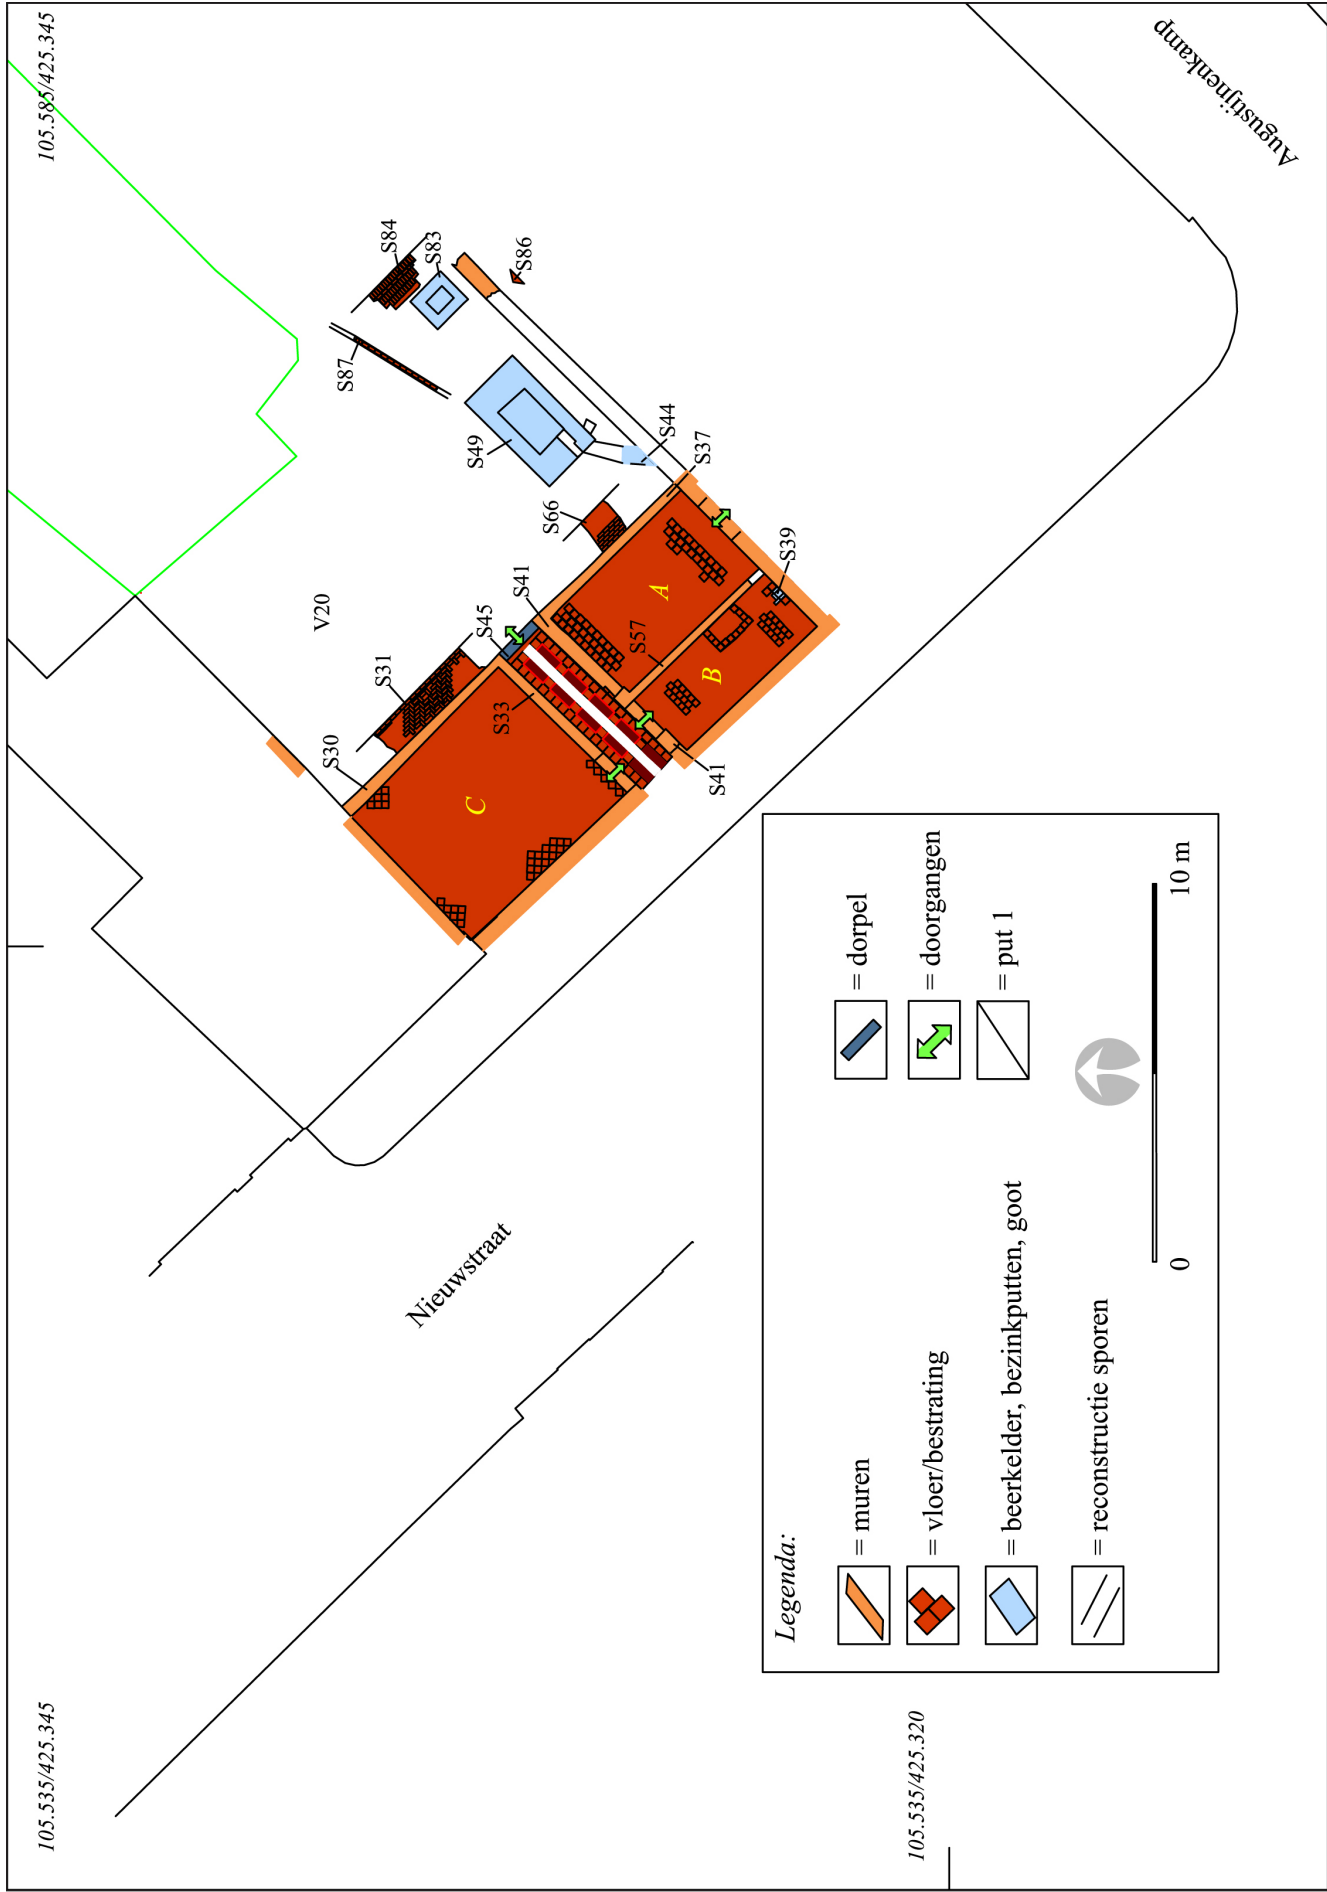 105.535/425.345
105.585/425.345
V20
S84
S83
S86
S87
S49
S44
S37
S66
S39
S41
S45
S57
S31
S33
S30
S41
A
B
C
Nieuwstraat
Augustijnenkamp
105.535/425.320
Legenda:
= muren
= vloer/bestrating
= beerkelder, bezinkputten, goot
= reconstructie sporen
= dorpel
= doorgangen
= put 1
0
10 m